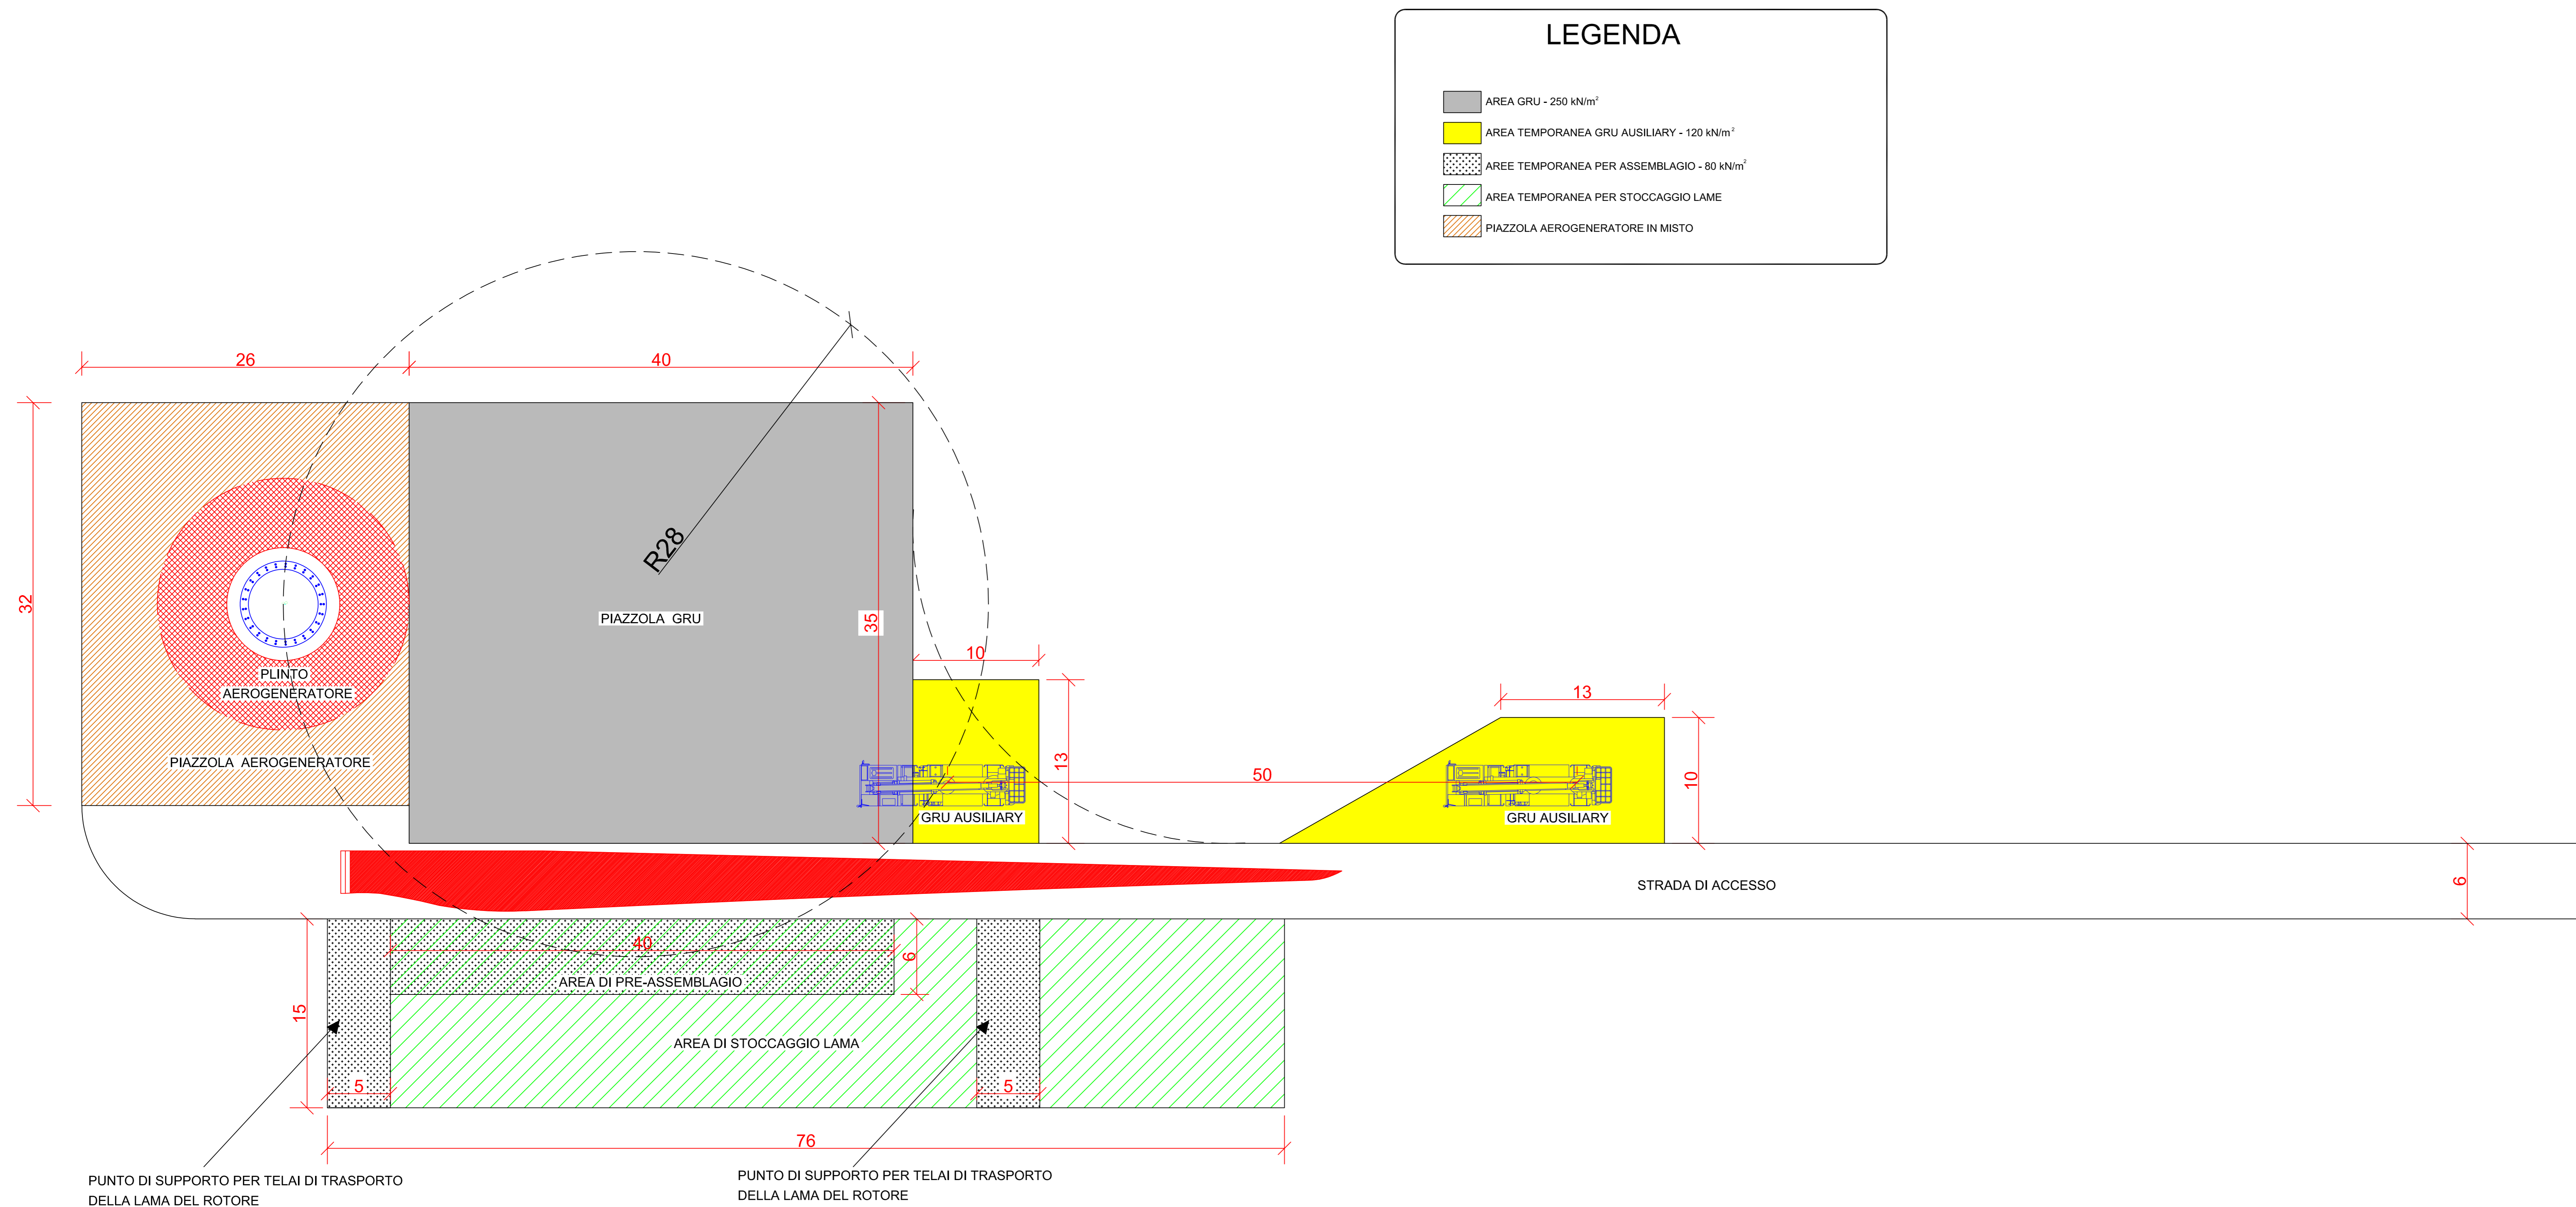 LEGENDA
AREA GRU - 250 kN/m²
AREA TEMPORANEA GRU AUSILIARY - 120 kN/m²
AREE TEMPORANEA PER ASSEMBLAGIO - 80 kN/m²
AREA TEMPORANEA PER STOCCAGGIO LAME
PIAZZOLA AEROGENERATORE IN MISTO
26
40
32
R28
35
PIAZZOLA GRU
PLINTO
AEROGENERATORE
PIAZZOLA AEROGENERATORE
10
13
13
50
10
GRU AUSILIARY
GRU AUSILIARY
STRADA DI ACCESSO
6
40
6
AREA DI PRE-ASSEMBLAGIO
15
AREA DI STOCCAGGIO LAMA
5
5
76
PUNTO DI SUPPORTO PER TELAI DI TRASPORTO
DELLA LAMA DEL ROTORE
PUNTO DI SUPPORTO PER TELAI DI TRASPORTO
DELLA LAMA DEL ROTORE